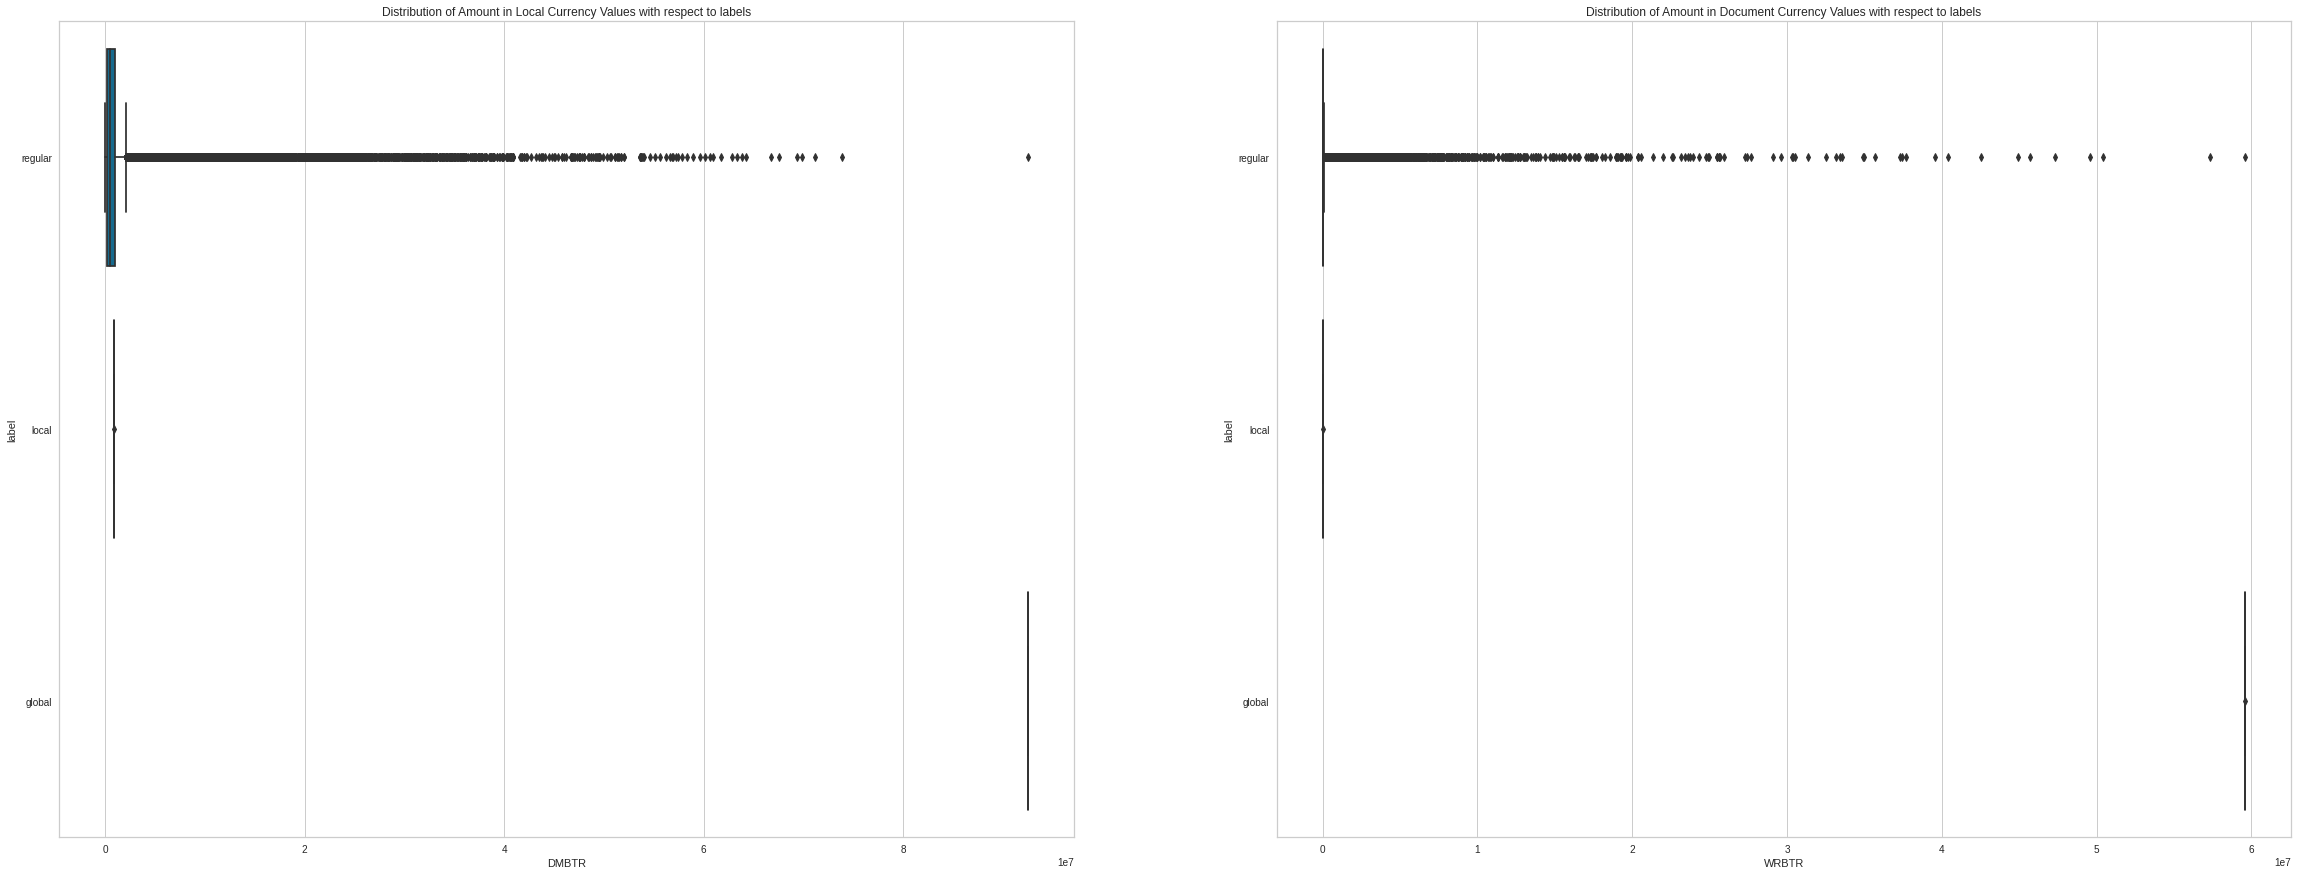 Distribution of Amount in Local Currency Values with respect to labels
regular
local
global
label
0 2 4 6 8
1e7
DMBTR
Distribution of Amount in Document Currency Values with respect to labels
regular
local
global
label
0 1 2 3 4 5 6
1e7
WRBTR